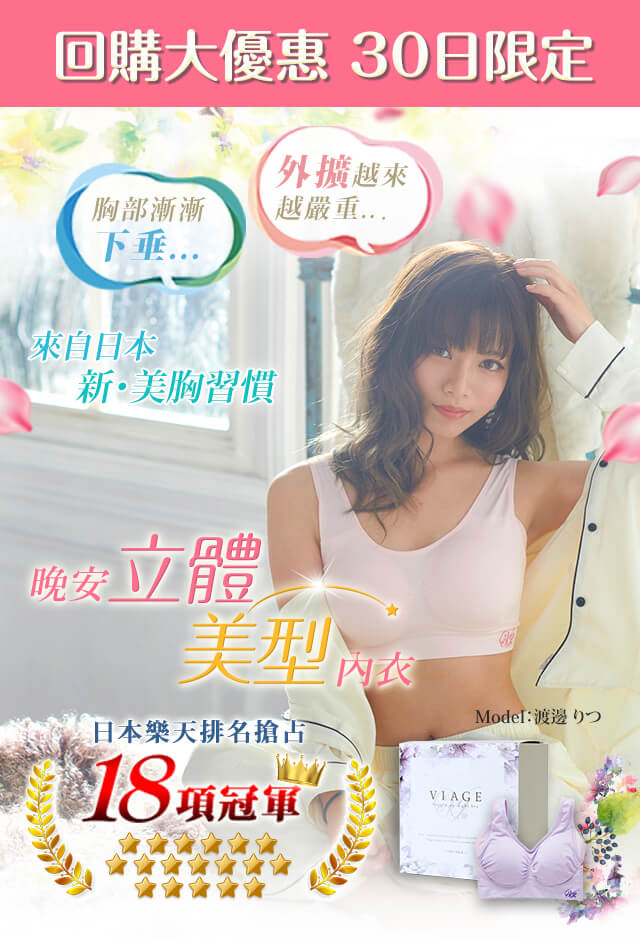 回購大優惠 30日限定
外擴越來
越嚴重...
胸部漸漸
下垂...
來自日本
新・美胸習慣
晚安立體
美型內衣
Model：渡邊 りつ
日本樂天排名搶占
18項冠軍
VIAGE